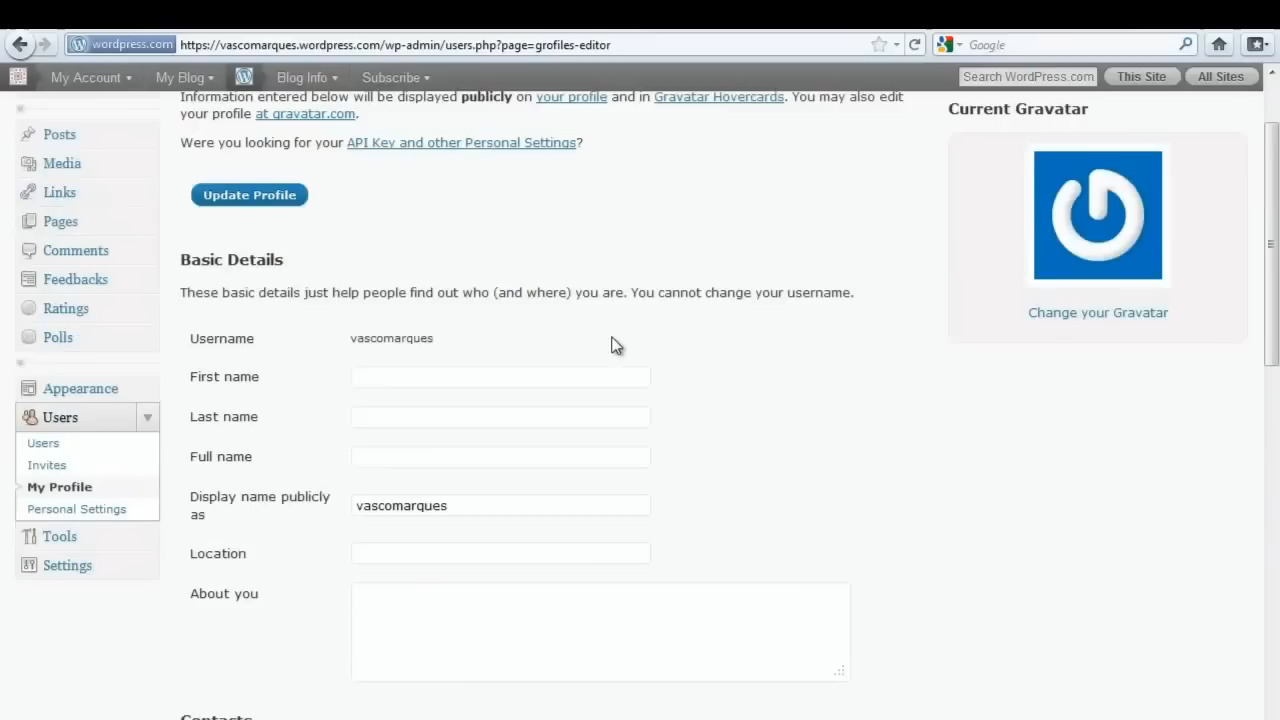 wordpress.com https://vascomarques.wordpress.com/wp-admin/users.php?page=grofiles-editor Google
My Account My Blog Blog Info Subscribe Search WordPress.com This Site All Sites
Information entered below will be displayed publicly on your profile and in Gravatar Hovercards. You may also edit
your profile at gravatar.com.
Were you looking for your API Key and other Personal Settings?
Update Profile
Basic Details
These basic details just help people find out who (and where) you are. You cannot change your username.
Username vascomarques
First name
Last name
Full name
Display name publicly
as
vascomarques
Location
About you
Contacts
Posts
Media
Links
Pages
Comments
Feedbacks
Ratings
Polls
Appearance
Users
Users
Invites
My Profile
Personal Settings
Tools
Settings
Current Gravatar
Change your Gravatar